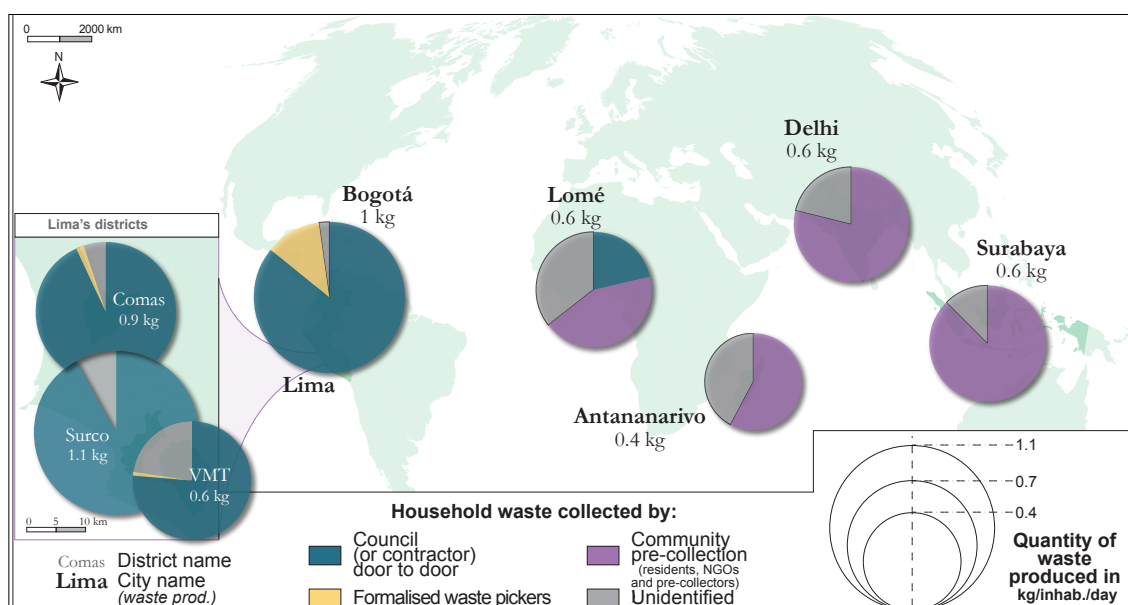 0 2000 km
N
Delhi
0.6 kg
Bogotá
1 kg
Lomé
0.6 kg
Surabaya
0.6 kg
Lima's districts
Comas
0.9 kg
Lima
Antananarivo
0.4 kg
Surco
1.1 kg
VMT
0.6 kg
0 5 10 km
Comas District name
Lima City name
(waste prod.)
Household waste collected by:
Council
(or contractor)
door to door
Formalised waste pickers
Community
pre-collection
(residents, NGOs
and pre-collectors)
Unidentified
1.1
0.7
0.4
Quantity of
waste
produced in
kg/inhab./day